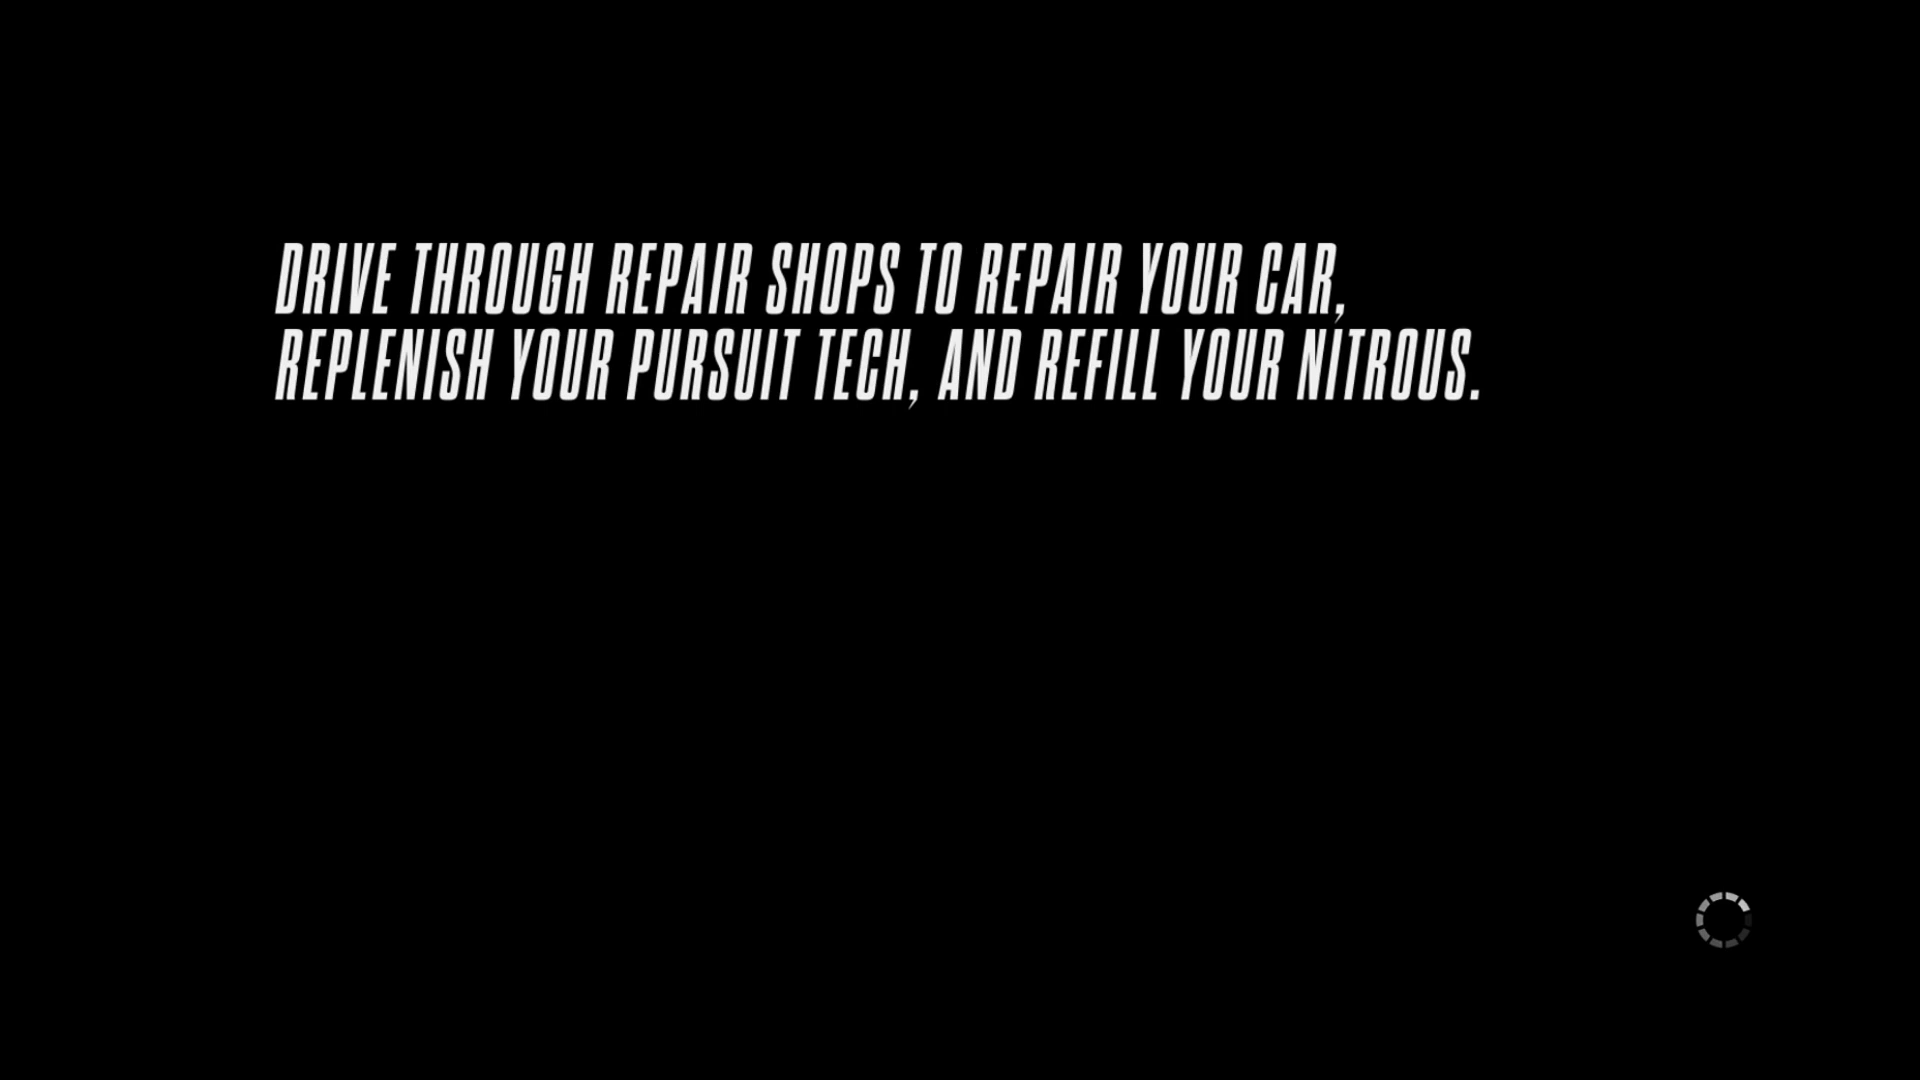 DRIVE THROUGH REPAIR SHOPS TO REPAIR YOUR CAR,
REPLENISH YOUR PURSUIT TECH, AND REFILL YOUR NITROUS.